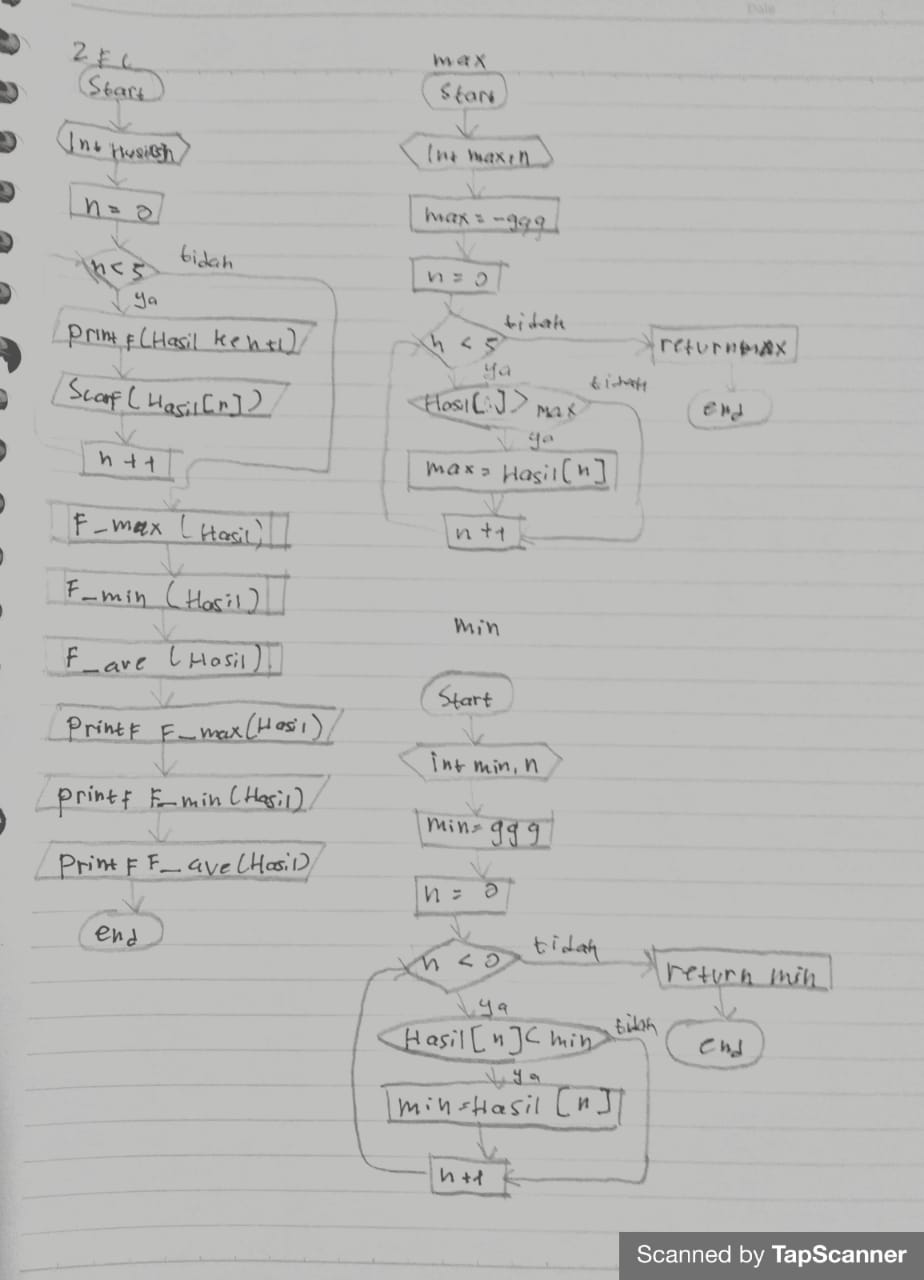 Date
2 F C
Start
Int Hasil
n = 0
n < 5
tidak
ya
Printf (Hasil ke n+1)
Scanf (Hasil [n])
n ++
F_max (Hasil)
F_min (Hasil)
F_ave (Hasil)
Printf F_max (Hasil)
printf F_min (Hasil)
Print F F_ave (Hasil)
end
max
Start
Int max, n
max = -999
n = 0
n < 5
tidak
return max
end
ya
Hasil [i] > max
tidak
ya
max = Hasil [n]
n ++
min
Start
int min, n
min = 999
n = 0
n < 0
tidak
return min
end
ya
Hasil [n] < min
tidak
ya
min = Hasil [n]
n ++
Scanned by TapScanner